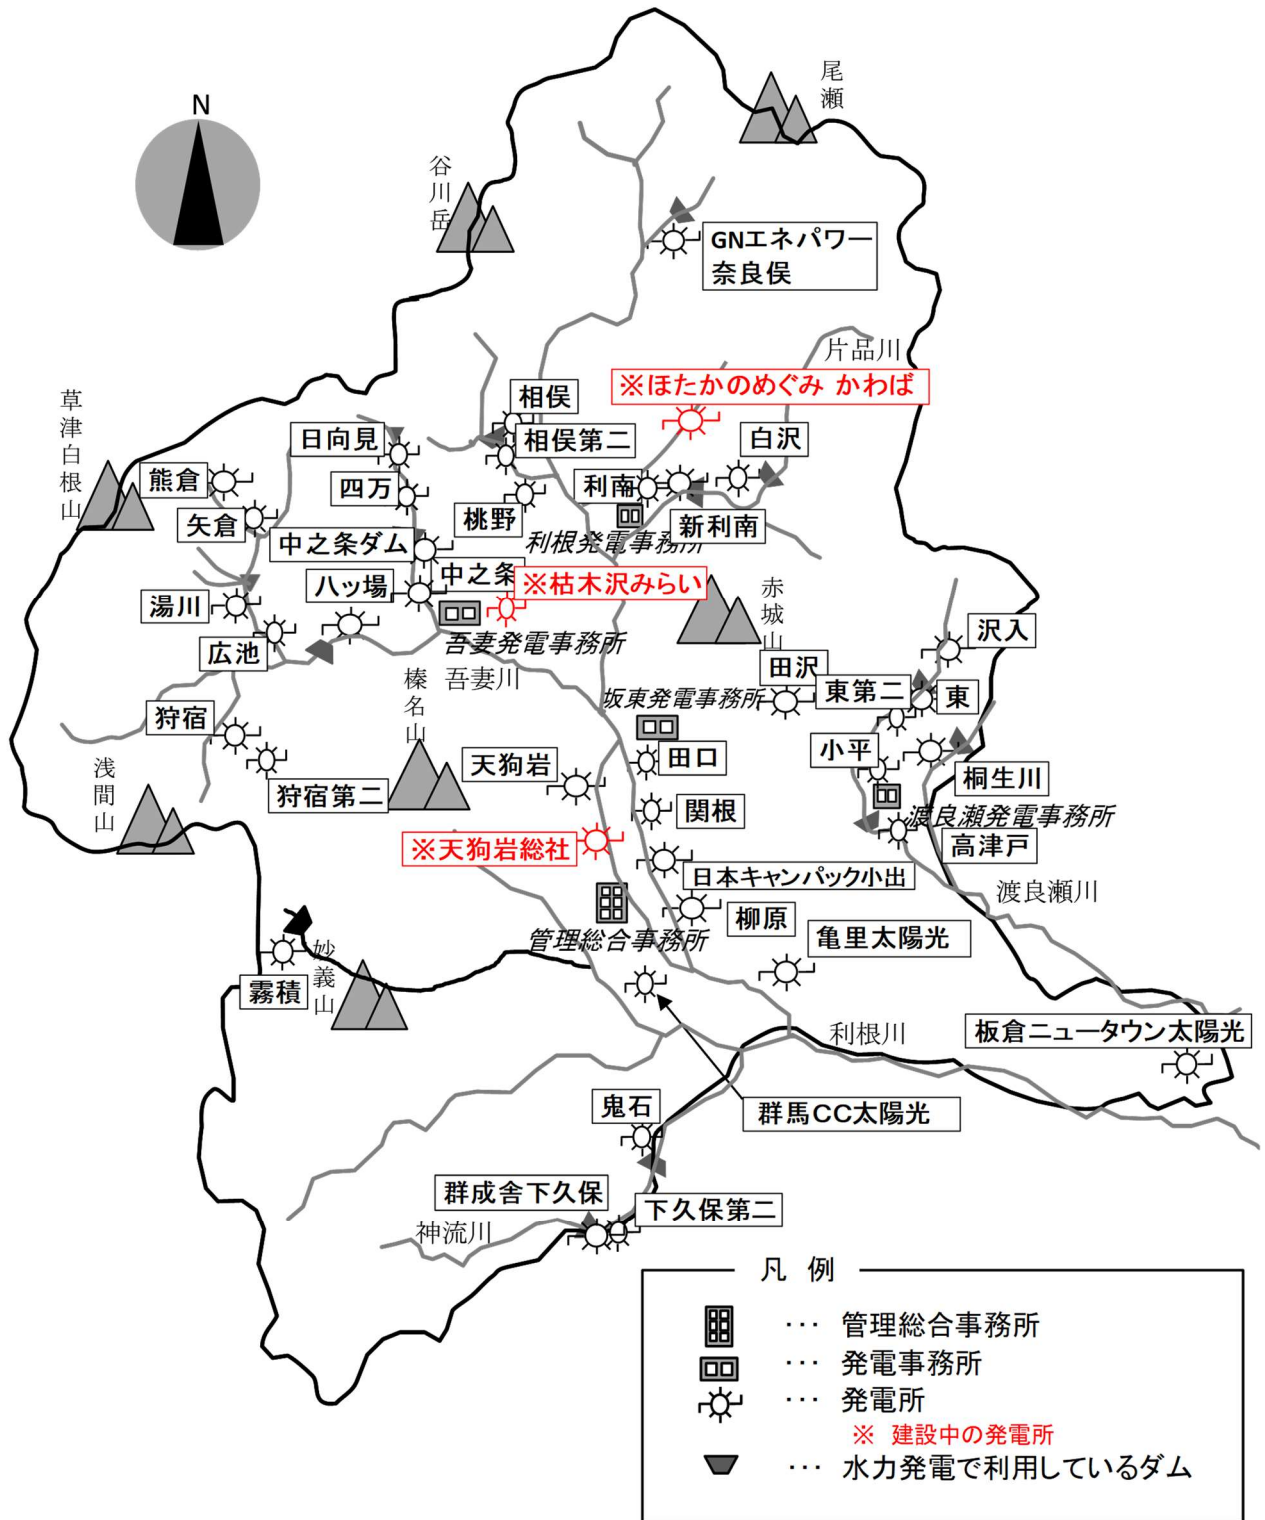 尾瀬
N
谷川岳
GNエネパワー
奈良俣
片品川
※ほたかのめぐみ かわば
草津白根山
相俣
日向見
相俣第二
白沢
熊倉
四万
利南
矢倉
桃野
新利南
中之条ダム
利根発電事務所
中之条
※枯木沢みらい
八ッ場
赤城山
湯川
沢入
広池
吾妻発電事務所
田沢
吾妻川
榛名山
東第二
東
坂東発電事務所
狩宿
小平
田口
天狗岩
浅間山
桐生川
狩宿第二
関根
渡良瀬発電事務所
※天狗岩総社
高津戸
日本キャンパック小出
渡良瀬川
柳原
管理総合事務所
亀里太陽光
妙義山
霧積
板倉ニュータウン太陽光
利根川
鬼石
群馬CC太陽光
群成舎下久保
下久保第二
神流川
凡 例
･･･ 管理総合事務所
･･･ 発電事務所
･･･ 発電所
※ 建設中の発電所
･･･ 水力発電で利用しているダム